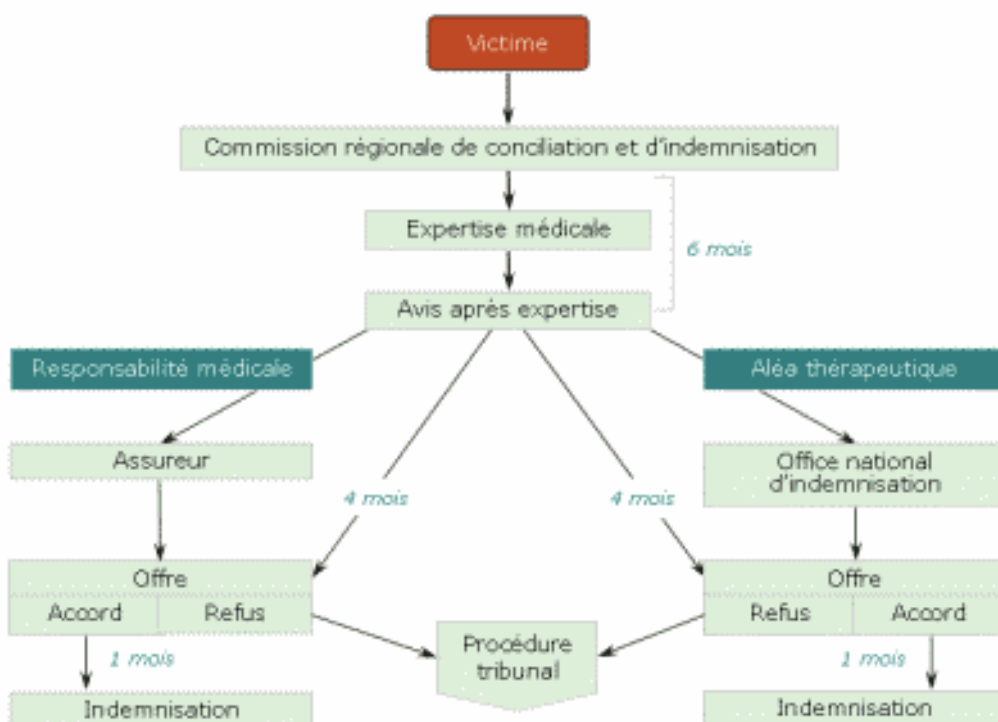 Victime
Commission régionale de conciliation et d'indemnisation
Expertise médicale
6 mois
Avis après expertise
Responsabilité médicale
Aléa thérapeutique
Assureur
Office national
d'indemnisation
4 mois
4 mois
Offre
Offre
Accord
Refus
Refus
Accord
Procédure
tribunal
1 mois
1 mois
Indemnisation
Indemnisation